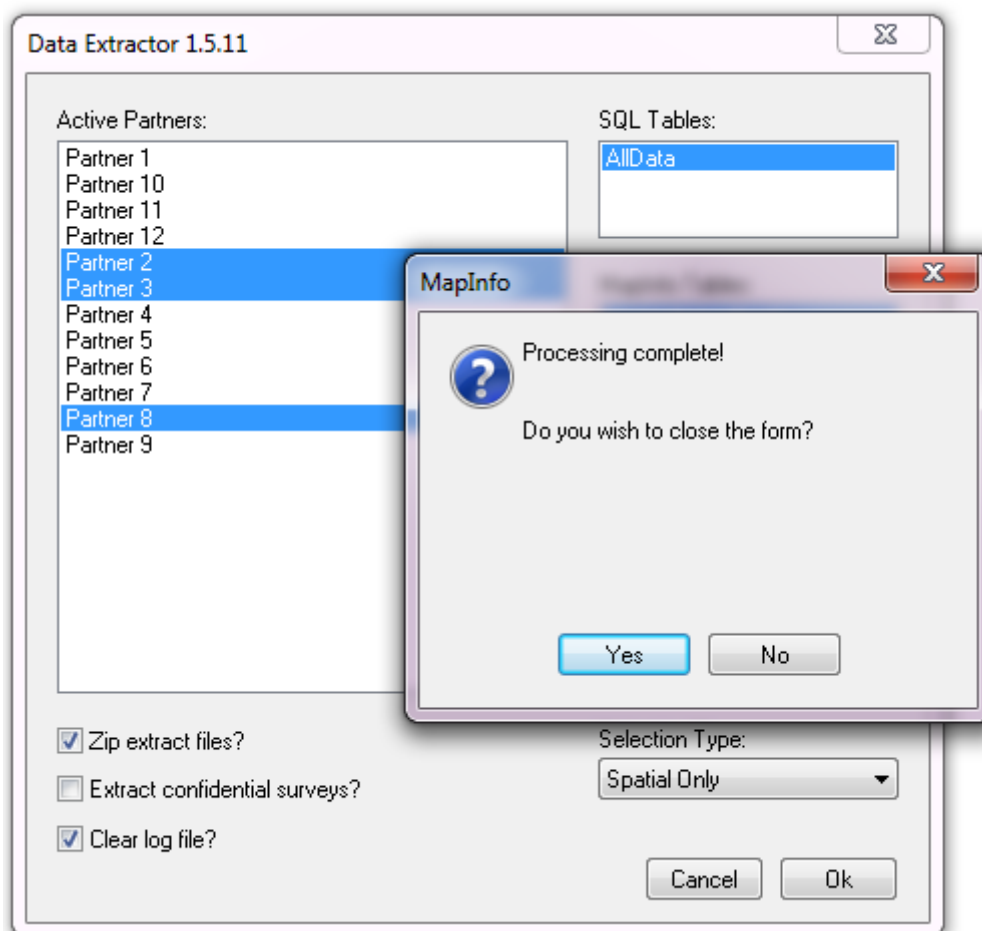 Data Extractor 1.5.11
Active Partners:
Partner 1
Partner 10
Partner 11
Partner 12
Partner 2
Partner 3
Partner 4
Partner 5
Partner 6
Partner 7
Partner 8
Partner 9
SQL Tables:
AllData
MapInfo Tables:
MapInfo
Processing complete!
Do you wish to close the form?
Yes
No
Zip extract files?
Extract confidential surveys?
Clear log file?
Selection Type:
Spatial Only
Cancel
Ok